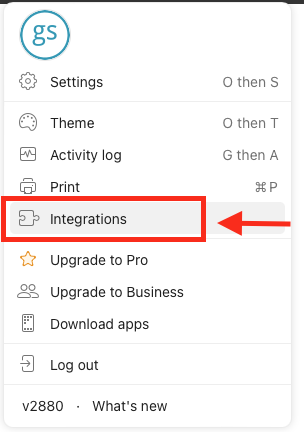 gs
Settings O then S
Theme O then T
Activity log G then A
Print ⌘P
Integrations
Upgrade to Pro
Upgrade to Business
Download apps
Log out
v2880 · What's new